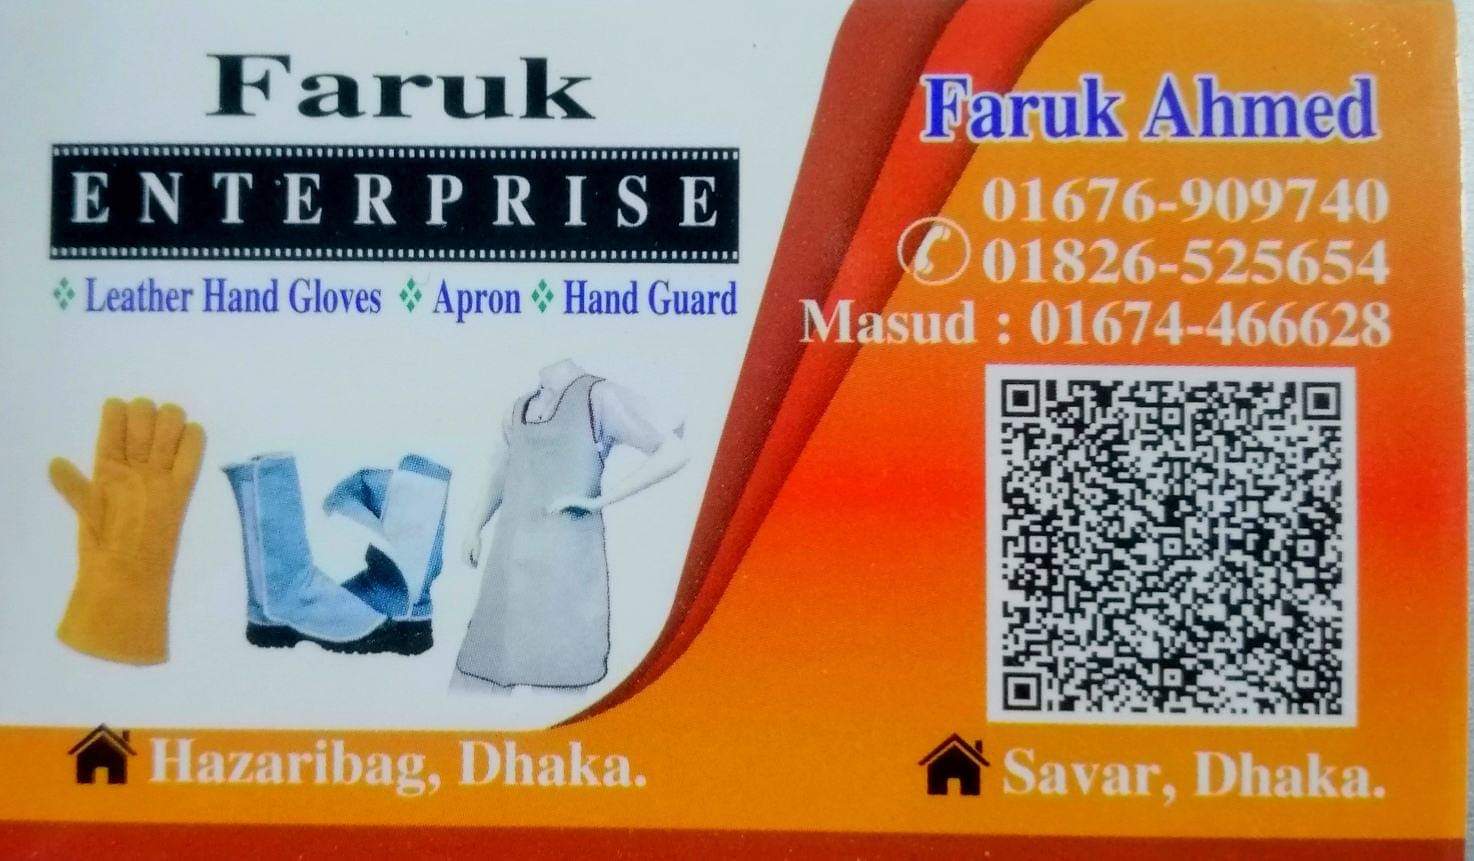 Faruk
ENTERPRISE
Leather Hand Gloves Apron Hand Guard
Faruk Ahmed
01676-909740
01826-525654
Masud : 01674-466628
Hazaribag, Dhaka.
Savar, Dhaka.